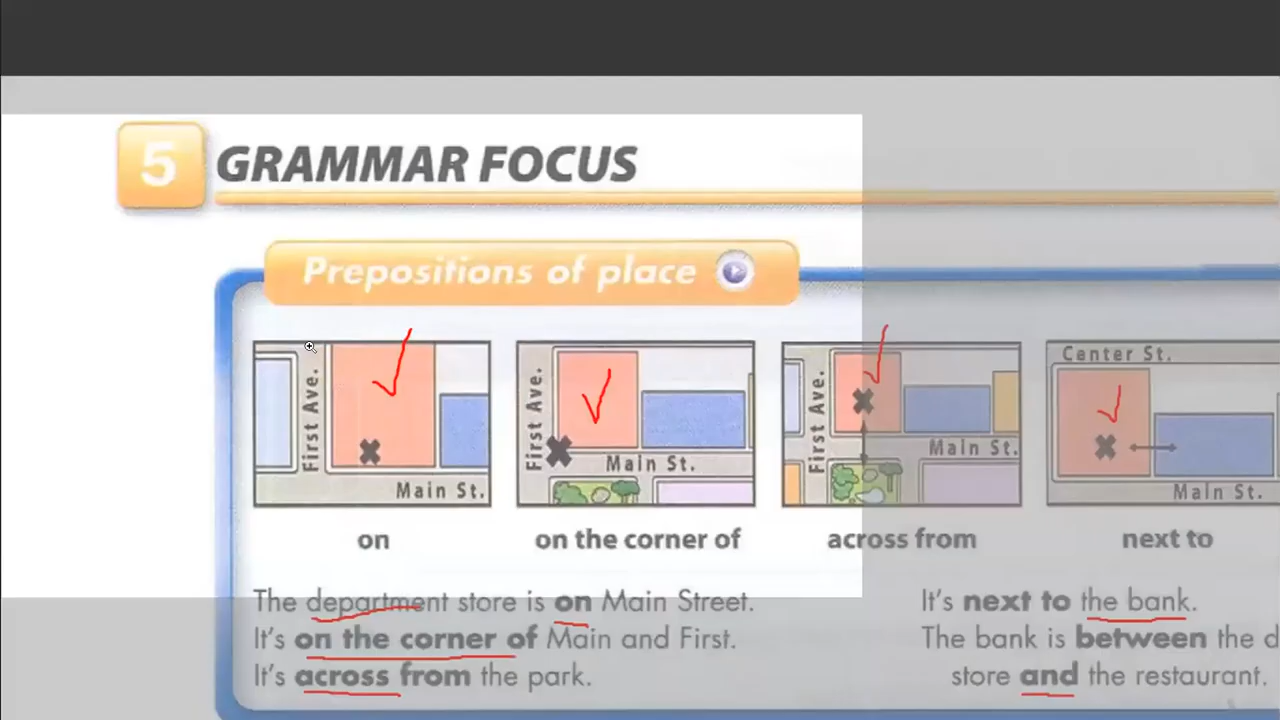 5 GRAMMAR FOCUS
Prepositions of place
First Ave.
Main St.
on
First Ave.
Main St.
on the corner of
First Ave.
Main St.
across from
Center St.
Main St.
next to
The department store is on Main Street.
It's on the corner of Main and First.
It's across from the park.
It's next to the bank.
The bank is between the d
store and the restaurant.